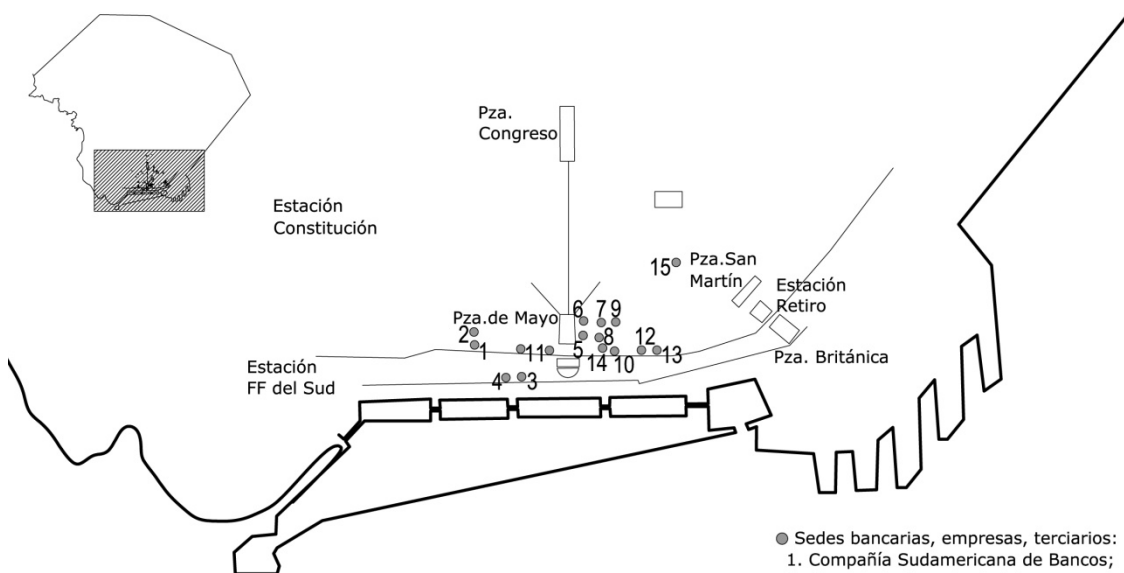 Pza.
Congreso
Estación
Constitución
15
Pza.San
Martín
Estación
Retiro
Pza.de Mayo
6
7
9
2
1
11
5
8
14
10
12
13
Pza. Británica
Estación
FF del Sud
4
3
Sedes bancarias, empresas, terciarios:
1. Compañía Sudamericana de Bancos;